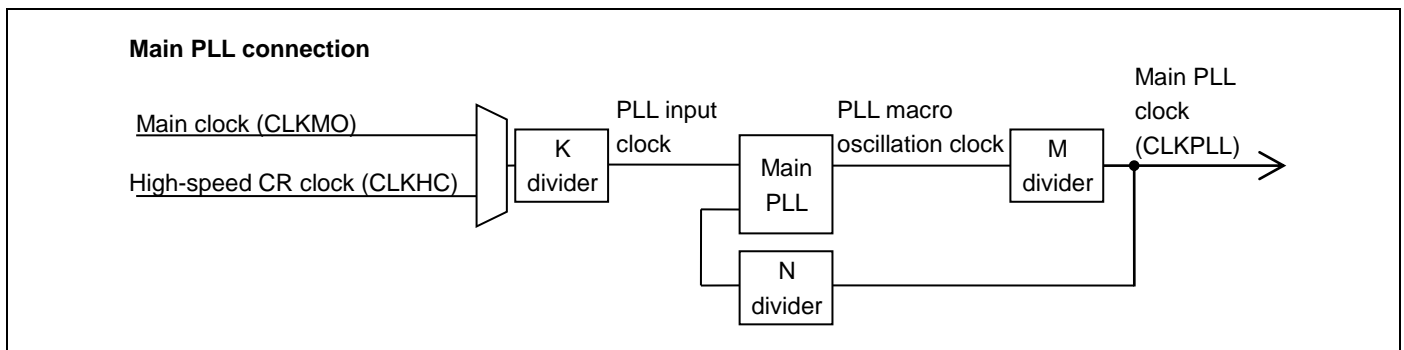 Main PLL connection
Main clock (CLKMO)
High-speed CR clock (CLKHC)
K
divider
PLL input
clock
Main
PLL
PLL macro
oscillation clock
M
divider
Main PLL
clock
(CLKPLL)
N
divider